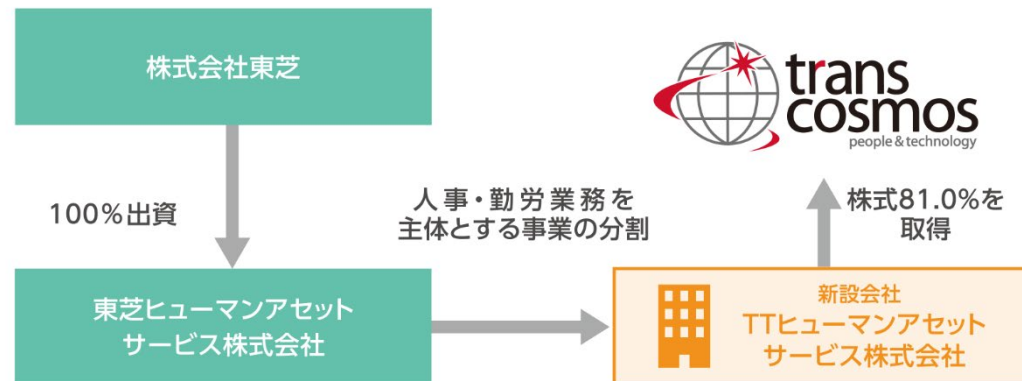 株式会社東芝
trans
cosmos
people & technology
100%出資
人事・勤労業務を
主体とする事業の分割
株式81.0%を
取得
東芝ヒューマンアセット
サービス株式会社
新設会社
TTヒューマンアセット
サービス株式会社